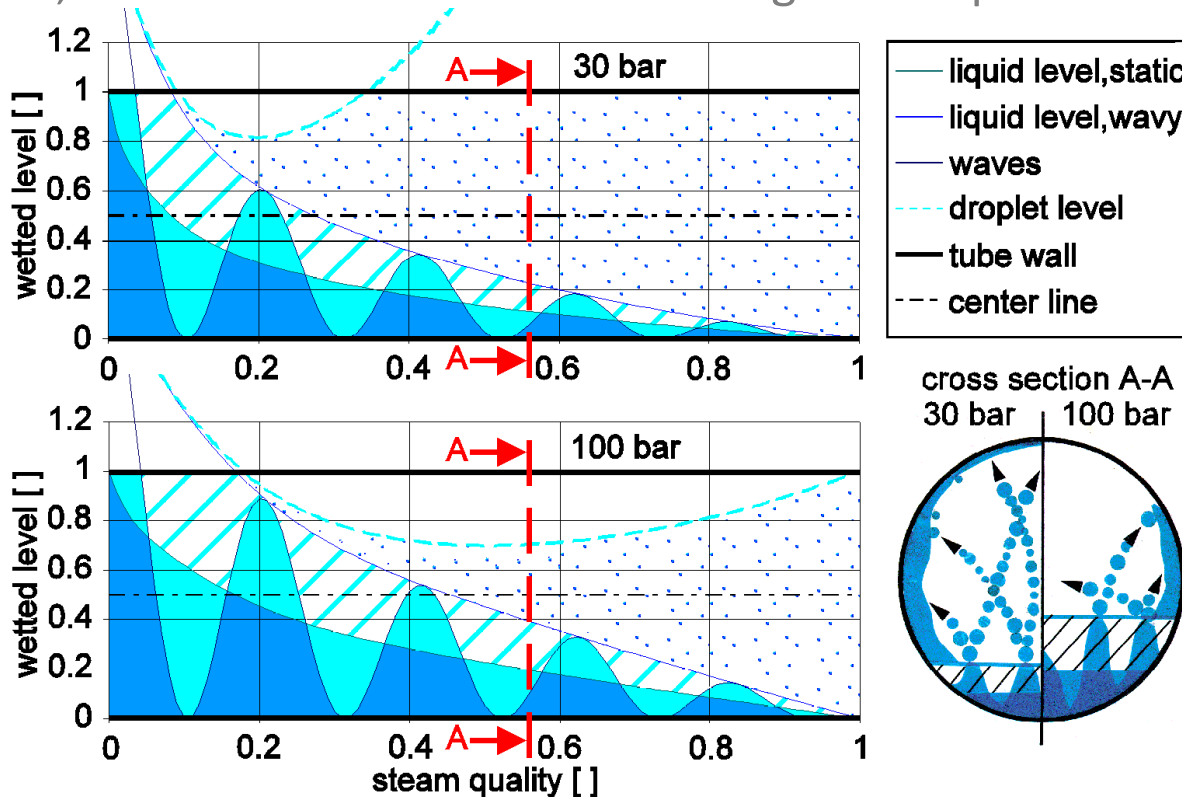 1.2
A
30 bar
1
0.8
0.6
0.4
0.2
0
wetted level [ ]
A
0 0.2 0.4 0.6 0.8 1
1.2
A
100 bar
1
0.8
0.6
0.4
0.2
0
wetted level [ ]
A
0 0.2 0.4 0.6 0.8 1
steam quality [ ]
liquid level,static
liquid level,wavy
waves
droplet level
tube wall
center line
cross section A-A
30 bar 100 bar